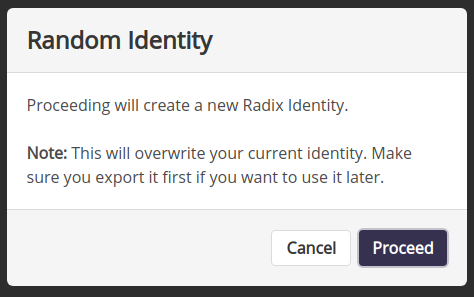 Random Identity
Proceeding will create a new Radix Identity.
Note: This will overwrite your current identity. Make
sure you export it first if you want to use it later.
Cancel
Proceed